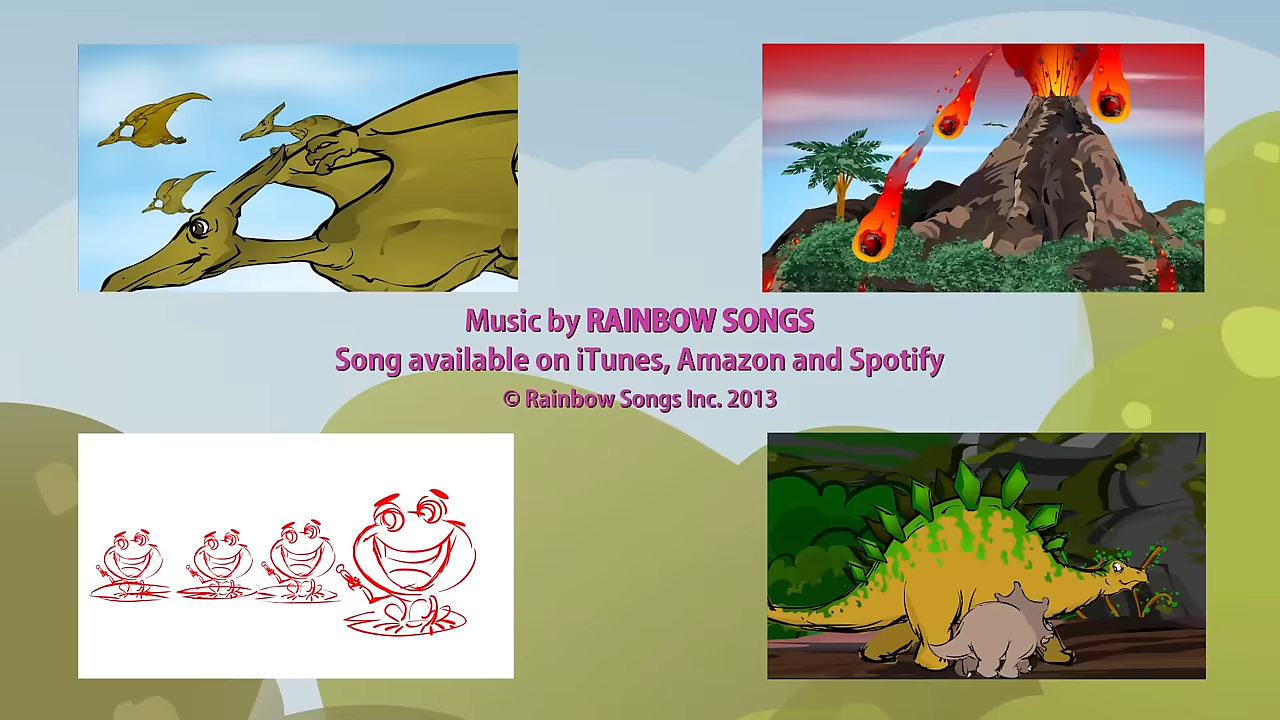 Music by RAINBOW SONGS
Song available on iTunes, Amazon and Spotify
© Rainbow Songs Inc. 2013